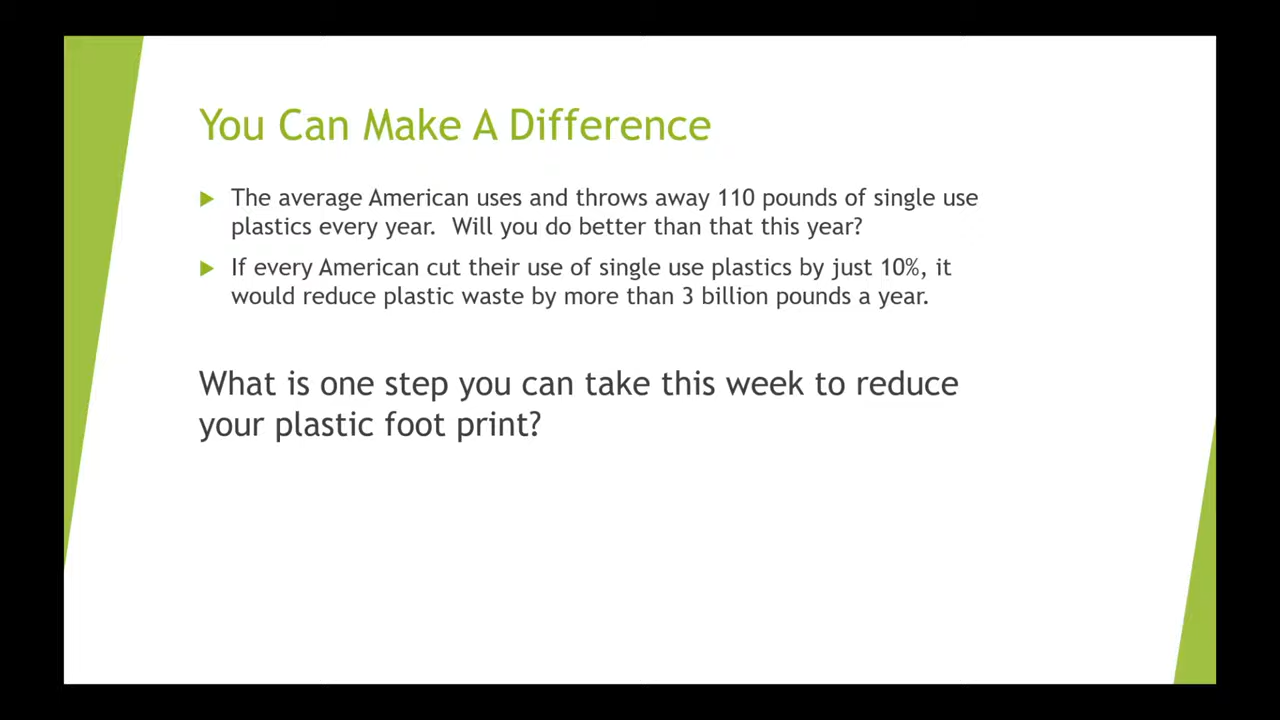 You Can Make A Difference
The average American uses and throws away 110 pounds of single use
plastics every year.  Will you do better than that this year?
If every American cut their use of single use plastics by just 10%, it
would reduce plastic waste by more than 3 billion pounds a year.
What is one step you can take this week to reduce
your plastic foot print?